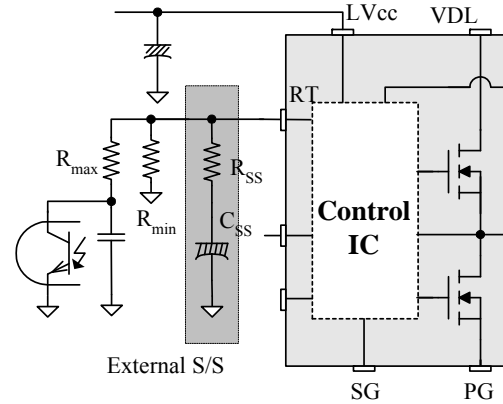 LVcc
VDL
RT
Rmax
RSS
Rmin
CSS
Control
IC
External S/S
SG
PG